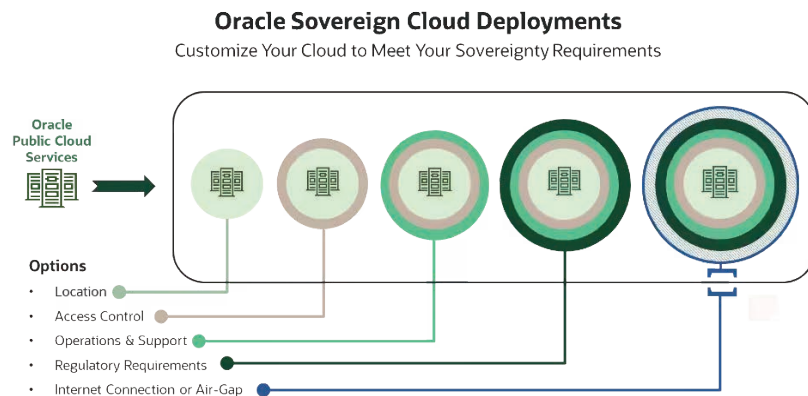 Oracle Sovereign Cloud Deployments
Customize Your Cloud to Meet Your Sovereignty Requirements
Oracle
Public Cloud
Services
Options
• Location
• Access Control
• Operations & Support
• Regulatory Requirements
• Internet Connection or Air-Gap